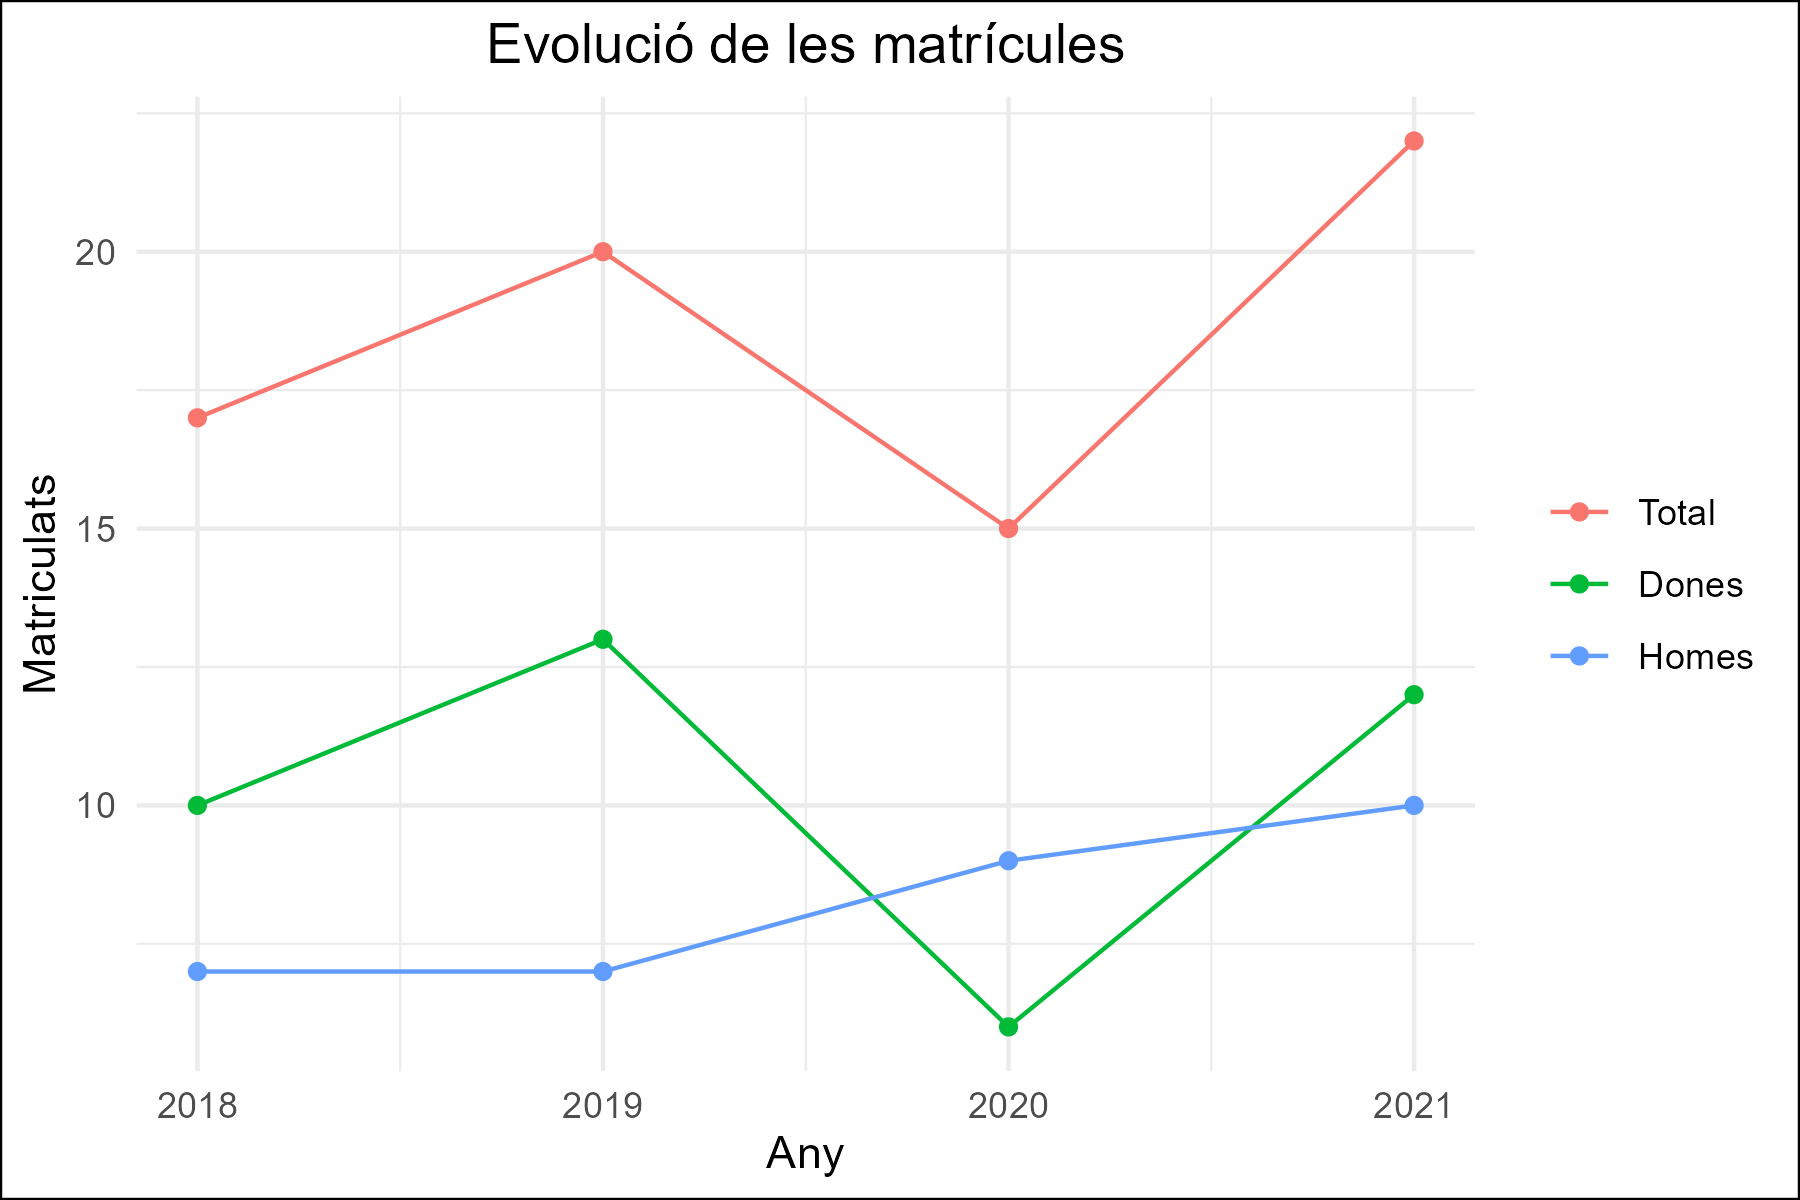 Evolució de les matrícules
Matriculats
20
15
10
2018
2019
2020
2021
Any
Total
Dones
Homes